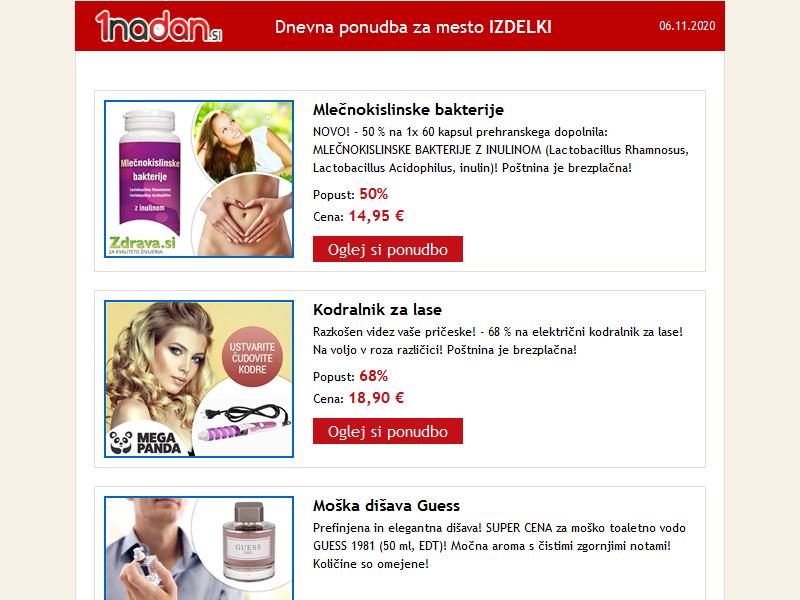 1nadan.si
Dnevna ponudba za mesto IZDELKI
06.11.2020
Mlečnokislinske
bakterije
Lactobacillus Rhamnosus
Lactobacillus Acidophilus
z inulinom
Zdrava.si
ZA KVALITETO ŽIVLJENJA
Mlečnokislinske bakterije
NOVO! - 50 % na 1x 60 kapsul prehranskega dopolnila:
MLEČNOKISLINSKE BAKTERIJE Z INULINOM (Lactobacillus Rhamnosus,
Lactobacillus Acidophilus, inulin)! Poštnina je brezplačna!
Popust: 50%
Cena: 14,95 €
Oglej si ponudbo
USTVARITE
ČUDOVITE
KODRE
MEGA
PANDA
Kodralnik za lase
Razkošen videz vaše pričeske! - 68 % na električni kodralnik za lase!
Na voljo v roza različici! Poštnina je brezplačna!
Popust: 68%
Cena: 18,90 €
Oglej si ponudbo
GUESS
1981
Moška dišava Guess
Prefinjena in elegantna dišava! SUPER CENA za moško toaletno vodo
GUESS 1981 (50 ml, EDT)! Močna aroma s čistimi zgornjimi notami!
Količine so omejene!